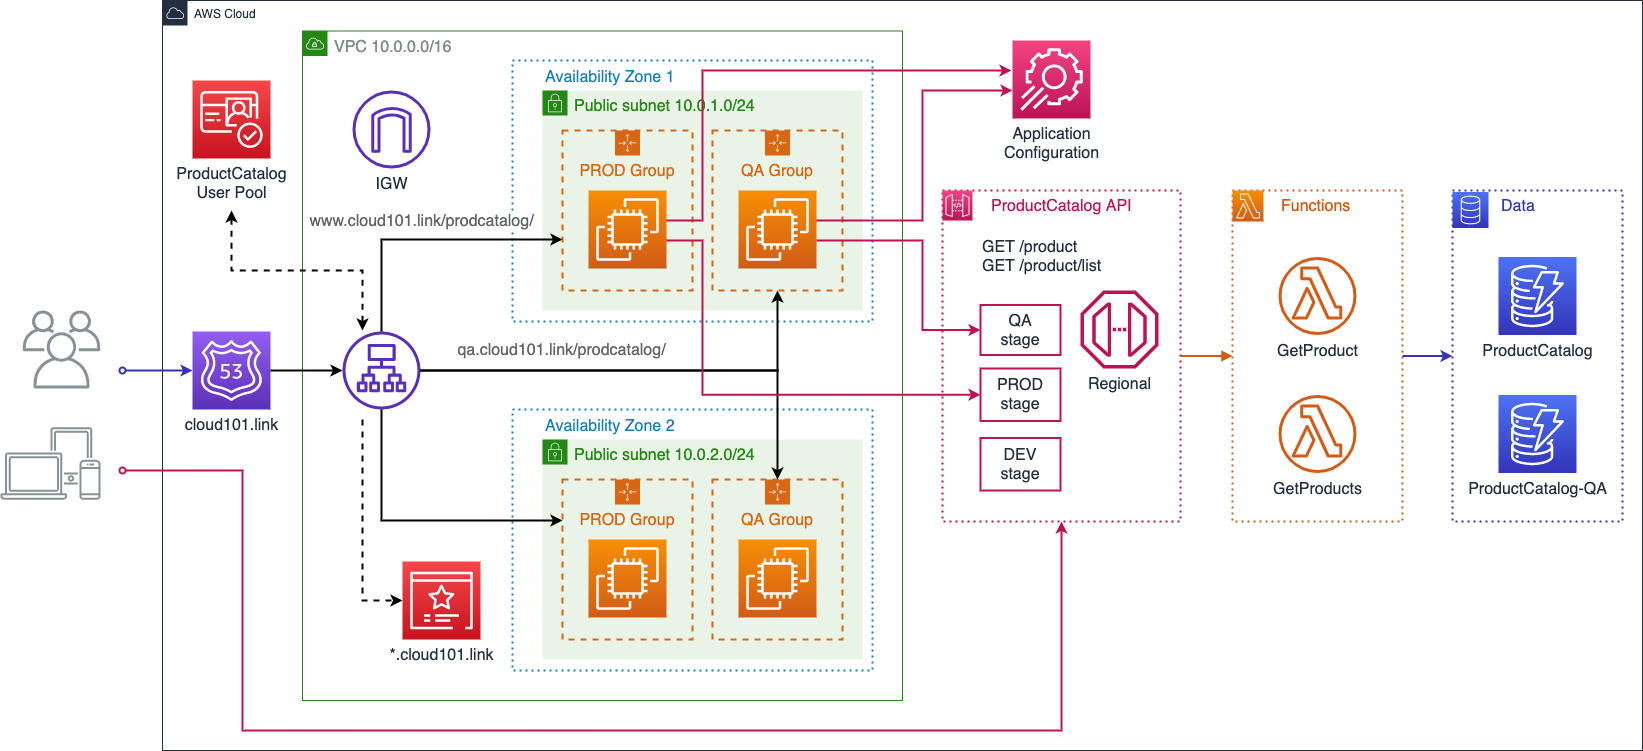 AWS Cloud
VPC 10.0.0.0/16
Availability Zone 1
Public subnet 10.0.1.0/24
ProductCatalog
User Pool
IGW
PROD Group
QA Group
Application
Configuration
www.cloud101.link/prodcatalog/
ProductCatalog API
GET /product
GET /product/list
QA
stage
PROD
stage
DEV
stage
Regional
Functions
GetProduct
GetProducts
Data
ProductCatalog
ProductCatalog-QA
53
cloud101.link
qa.cloud101.link/prodcatalog/
Availability Zone 2
Public subnet 10.0.2.0/24
PROD Group
QA Group
*.cloud101.link